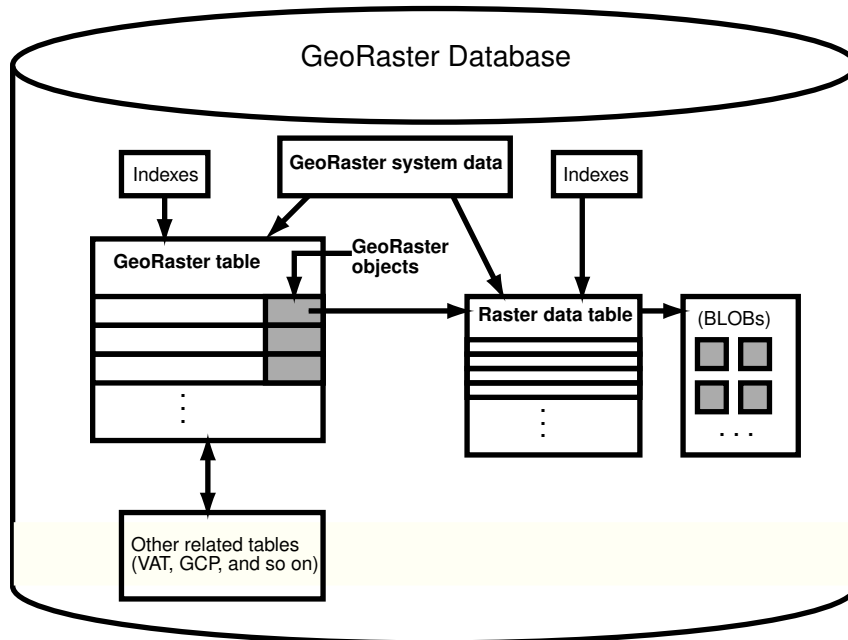 GeoRaster Database
Indexes
GeoRaster system data
Indexes
GeoRaster table
GeoRaster
objects
Raster data table
(BLOBs)
. . .
Other related tables
(VAT, GCP, and so on)